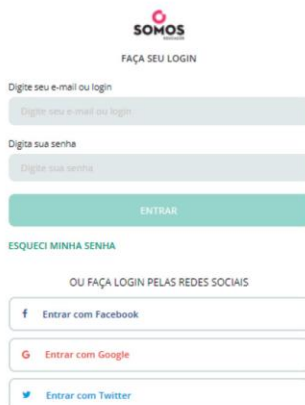 SOMOS
EDUCAÇÃO
FAÇA SEU LOGIN
Digite seu e-mail ou login
Digite seu e-mail ou login
Digita sua senha
Digite sua senha
ENTRAR
ESQUECI MINHA SENHA
OU FAÇA LOGIN PELAS REDES SOCIAIS
f Entrar com Facebook
G Entrar com Google
Entrar com Twitter